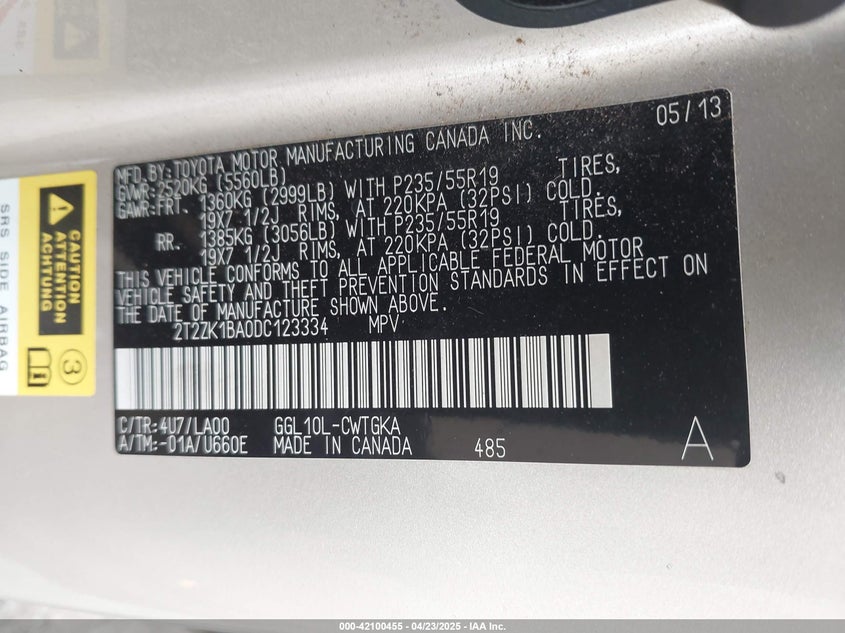 05/13
MFD.BY:TOYOTA MOTOR MANUFACTURING CANADA INC.
GVWR:2520KG (5560LB)
GAWR:FRT. 1360KG (2999LB) WITH P235/55R19 TIRES,
19X7 1/2J RIMS, AT 220KPA (32PSI) COLD.
RR. 1385KG (3056LB) WITH P235/55R19 TIRES,
19X7 1/2J RIMS, AT 220KPA (32PSI) COLD.
THIS VEHICLE CONFORMS TO ALL APPLICABLE FEDERAL MOTOR
VEHICLE SAFETY AND THEFT PREVENTION STANDARDS IN EFFECT ON
THE DATE OF MANUFACTURE SHOWN ABOVE.
2T2ZK1BA0DC123334 MPV
C/TR:4U7/LA00 GGL10L-CWTGKA
A/TM:-01A/U660E MADE IN CANADA 485
A
CAUTION
ATTENTION
ACHTUNG
3
SRS SIDE AIRBAG
000-42100455 - 04/23/2025 - IAA Inc.